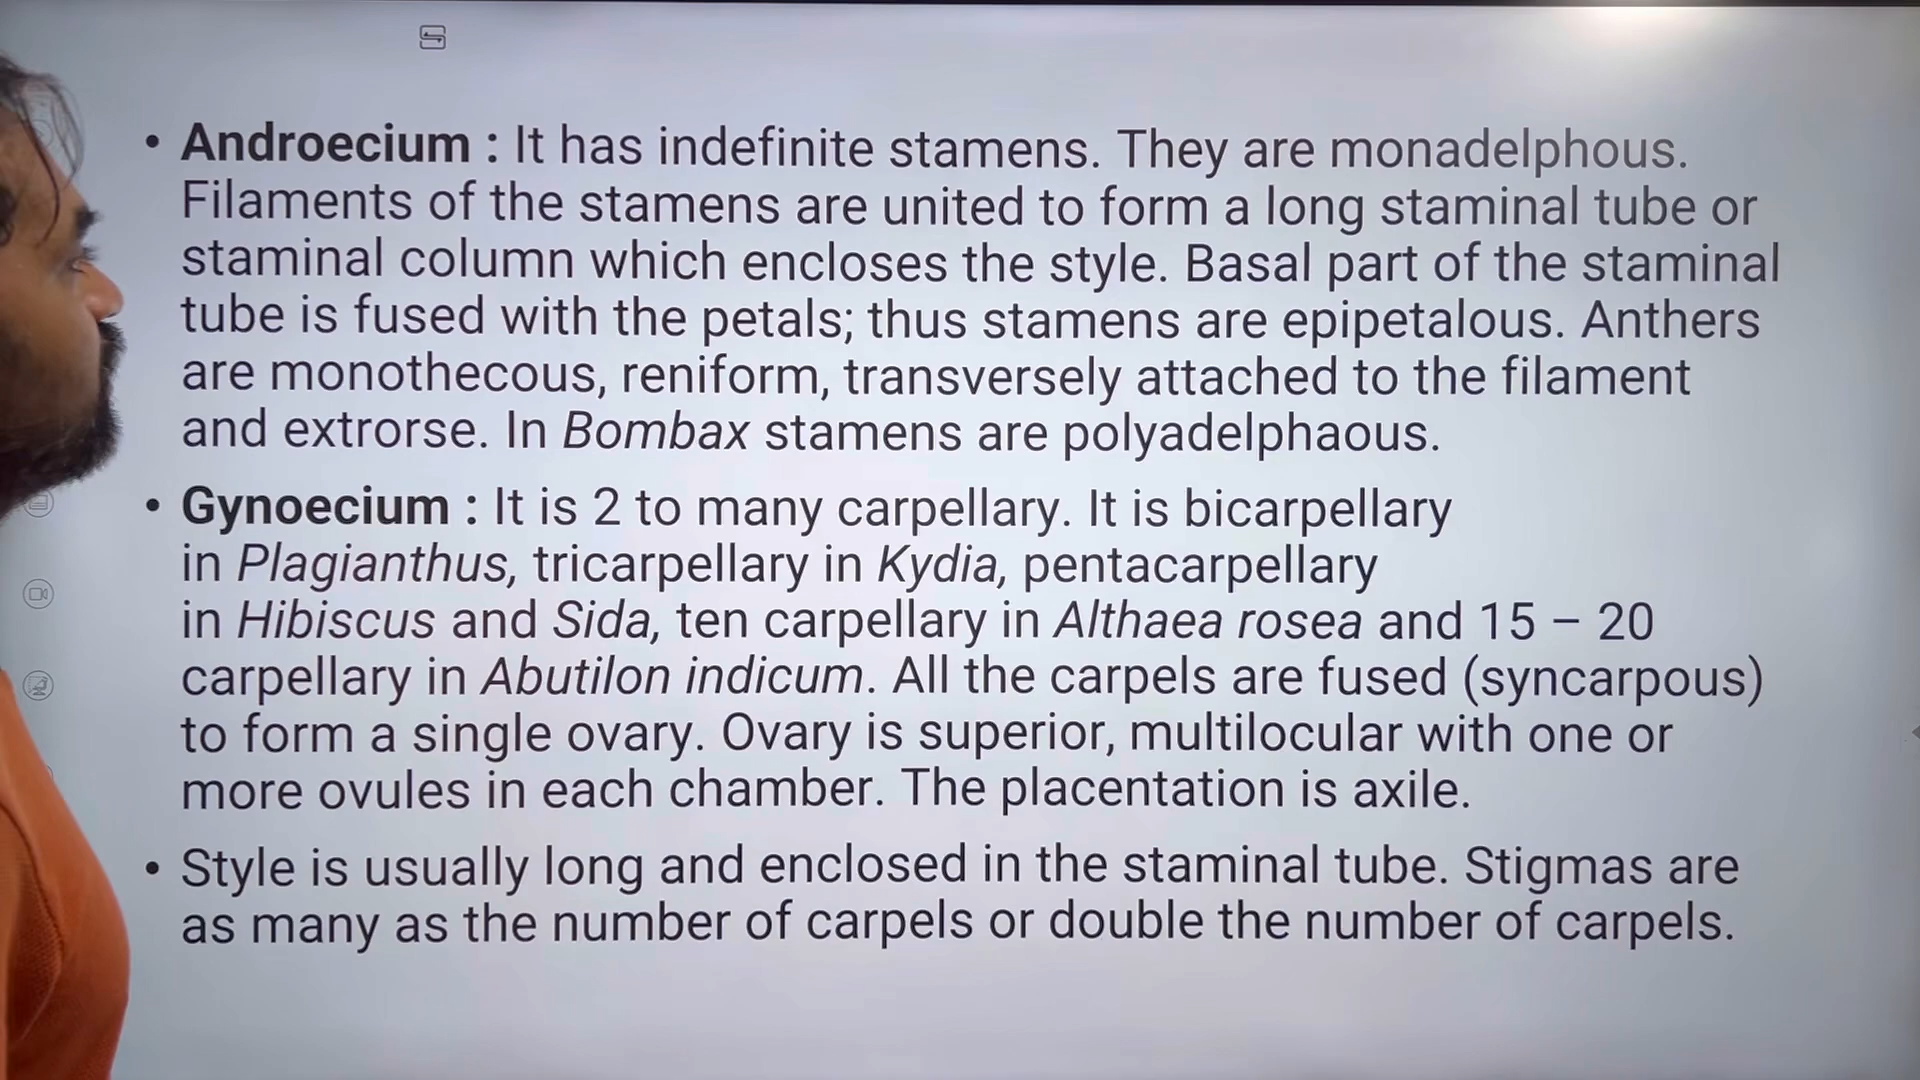 • Androecium : It has indefinite stamens. They are monadelphous.
Filaments of the stamens are united to form a long staminal tube or
staminal column which encloses the style. Basal part of the staminal
tube is fused with the petals; thus stamens are epipetalous. Anthers
are monothecous, reniform, transversely attached to the filament
and extrorse. In Bombax stamens are polyadelphaous.
• Gynoecium : It is 2 to many carpellary. It is bicarpellary
in Plagianthus, tricarpellary in Kydia, pentacarpellary
in Hibiscus and Sida, ten carpellary in Althaea rosea and 15 – 20
carpellary in Abutilon indicum. All the carpels are fused (syncarpous)
to form a single ovary. Ovary is superior, multilocular with one or
more ovules in each chamber. The placentation is axile.
• Style is usually long and enclosed in the staminal tube. Stigmas are
as many as the number of carpels or double the number of carpels.